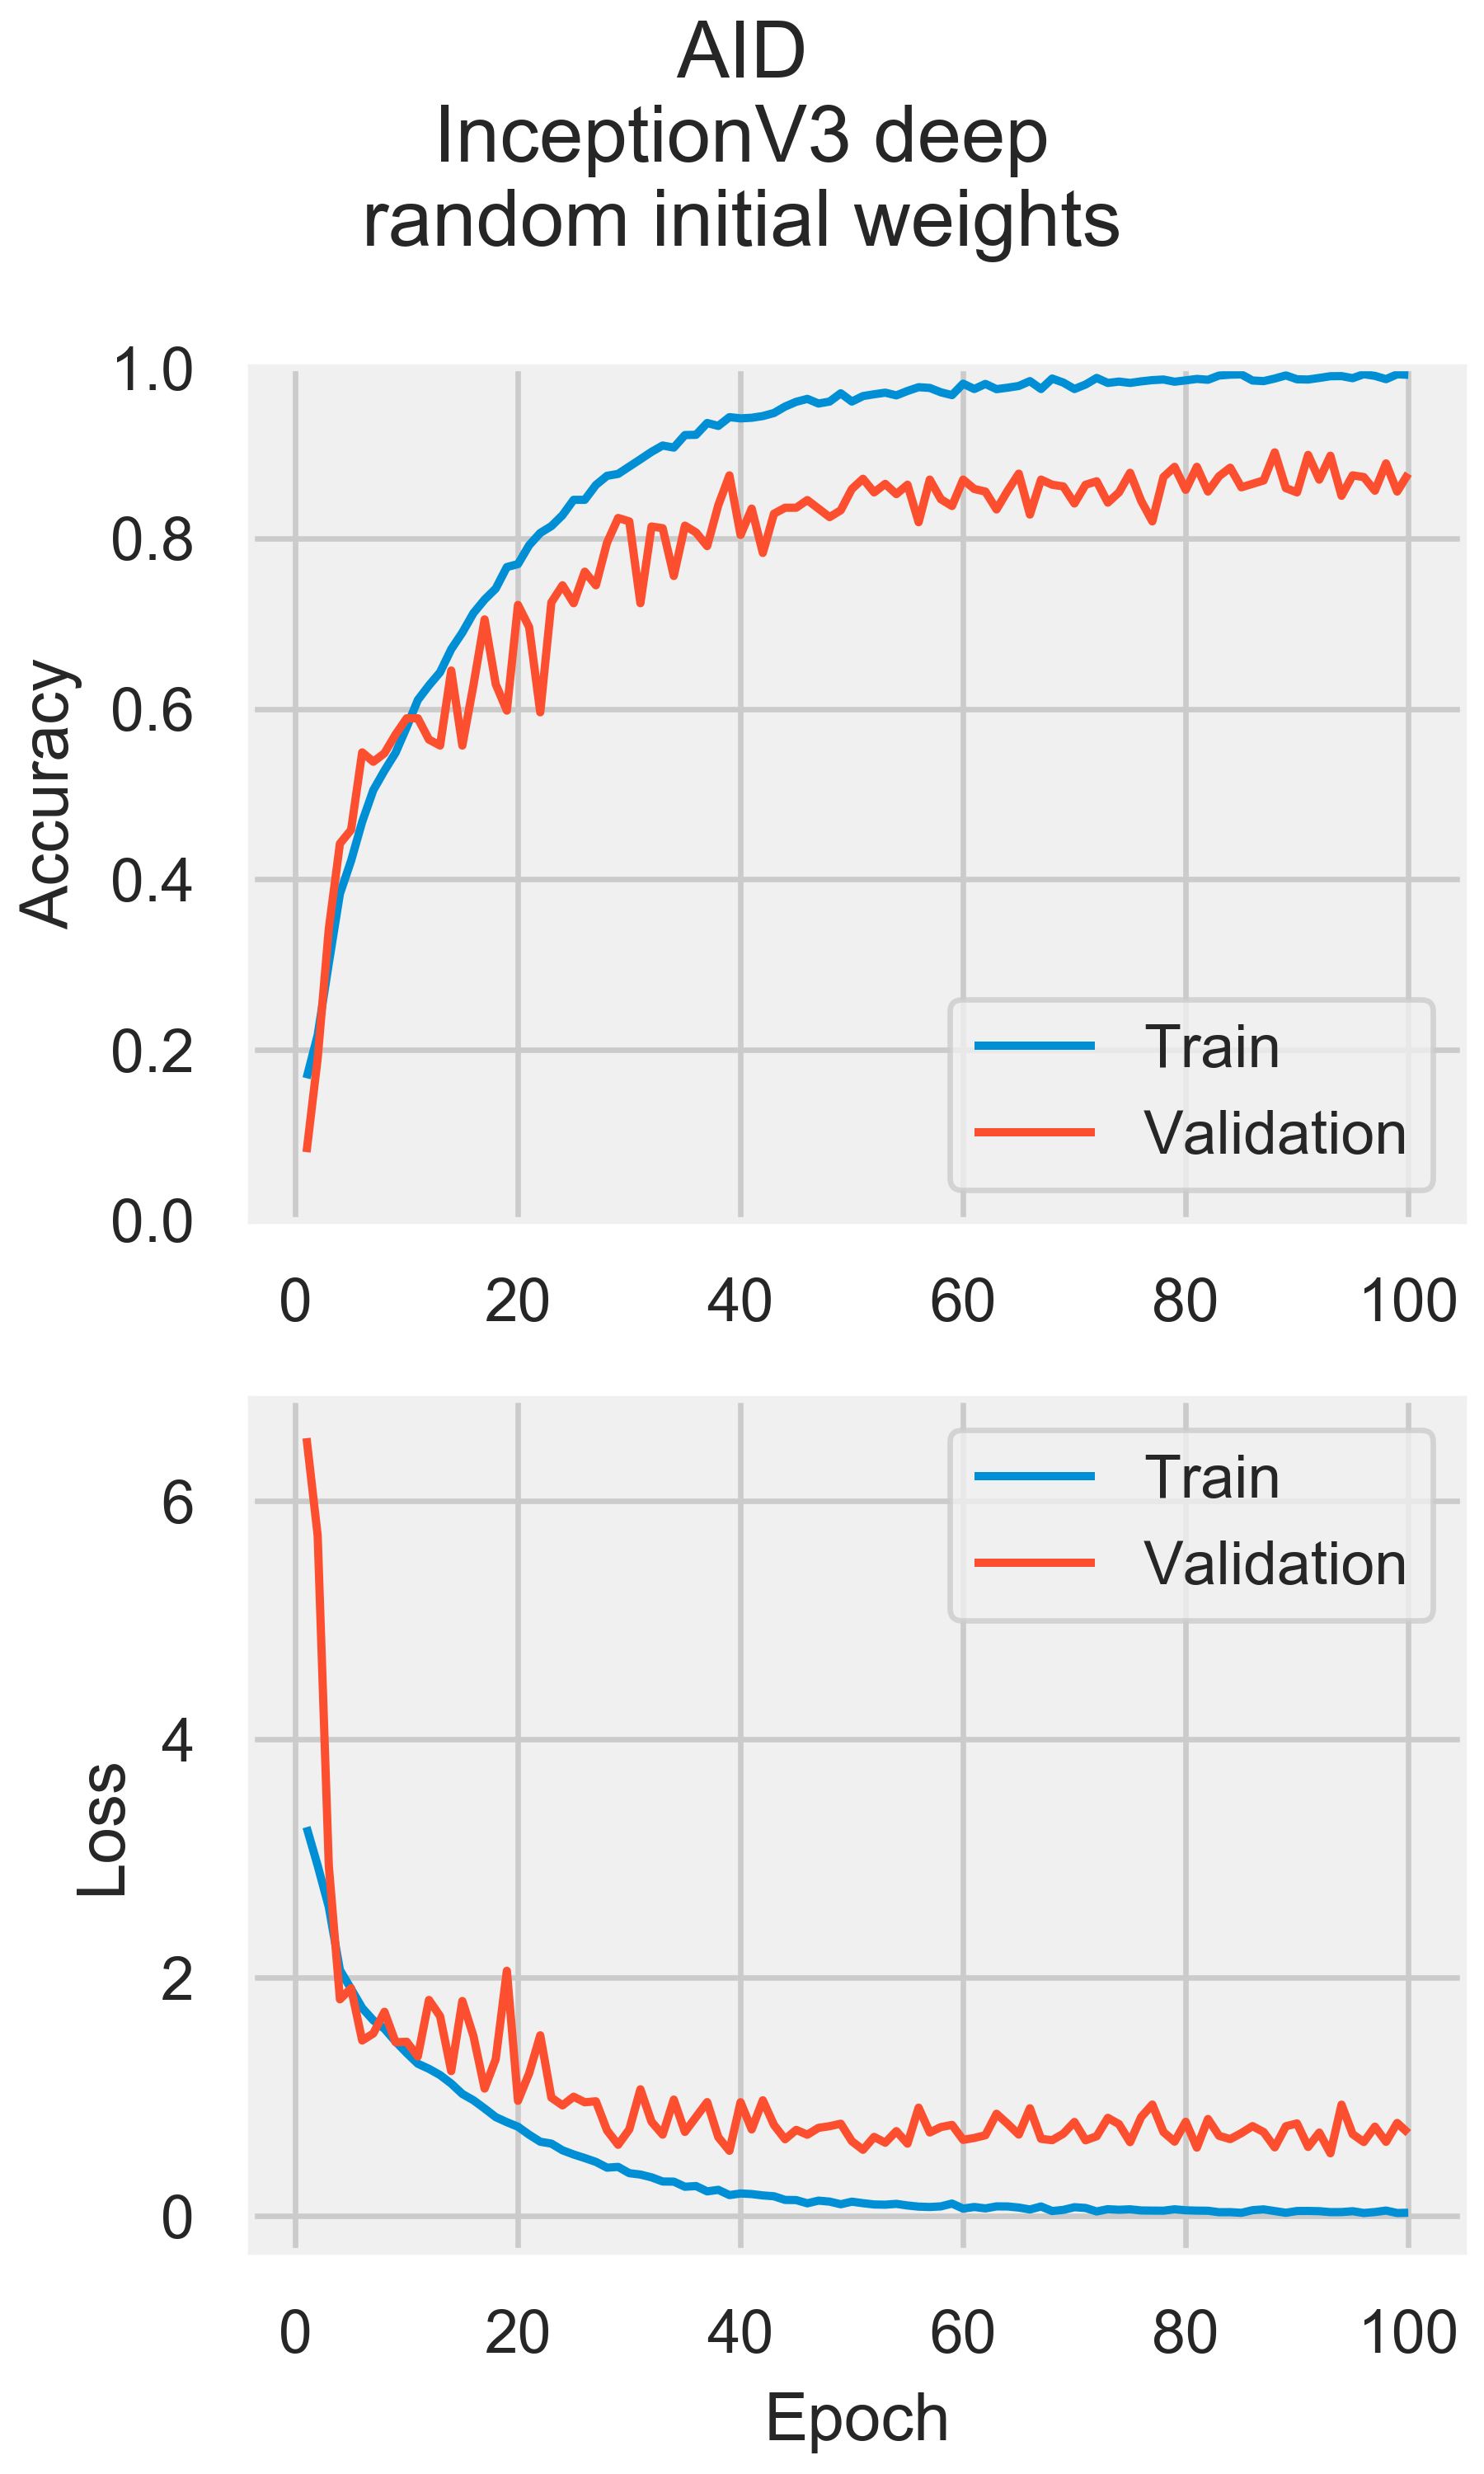 AID
InceptionV3 deep
random initial weights
1.0
0.8
0.6
0.4
0.2
0.0
Accuracy
Train
Validation
0 20 40 60 80 100
6
4
2
0
Loss
Train
Validation
0 20 40 60 80 100
Epoch